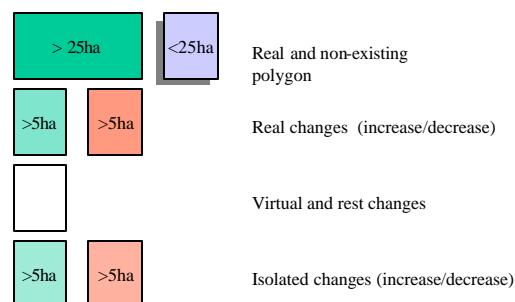 > 25ha
<25ha
Real and non-existing
polygon
>5ha
>5ha
Real changes (increase/decrease)
Virtual and rest changes
>5ha
>5ha
Isolated changes (increase/decrease)